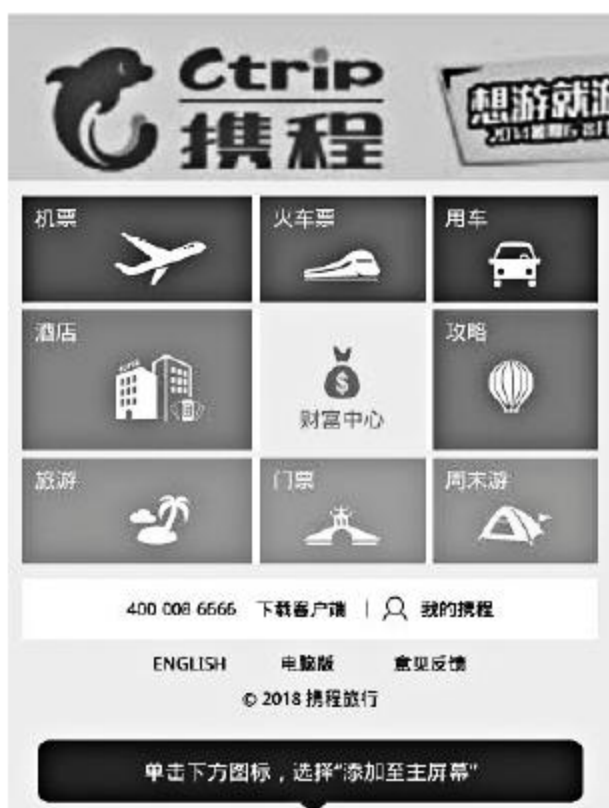 Ctrip
携程
想游就游
机票
火车票
用车
酒店
财富中心
攻略
旅游
门票
周末游
400 008 6666 下载客户端 | 我的携程
ENGLISH 电脑版 意见反馈
© 2018 携程旅行
单击下方图标，选择“添加至主屏幕”